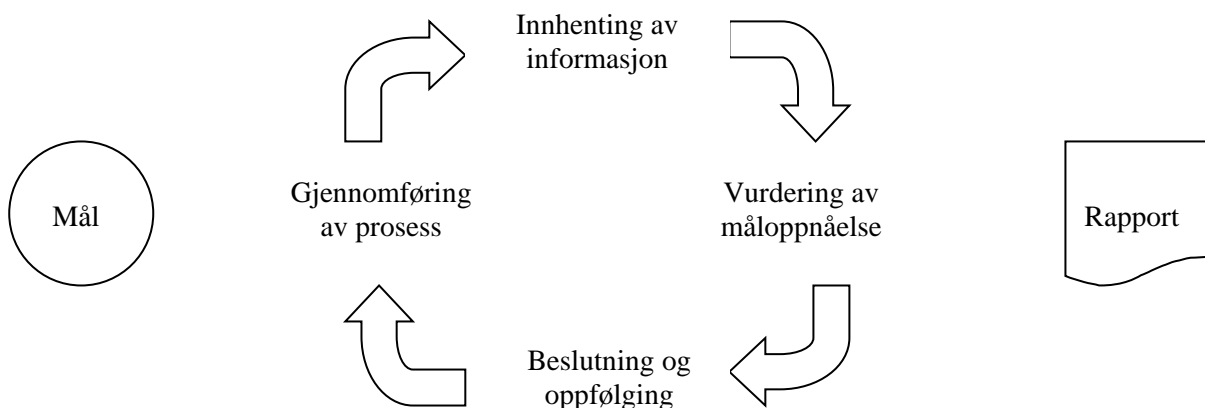 Innhenting av
informasjon
Mål
Gjennomføring
av prosess
Vurdering av
måloppnåelse
Rapport
Beslutning og
oppfølging